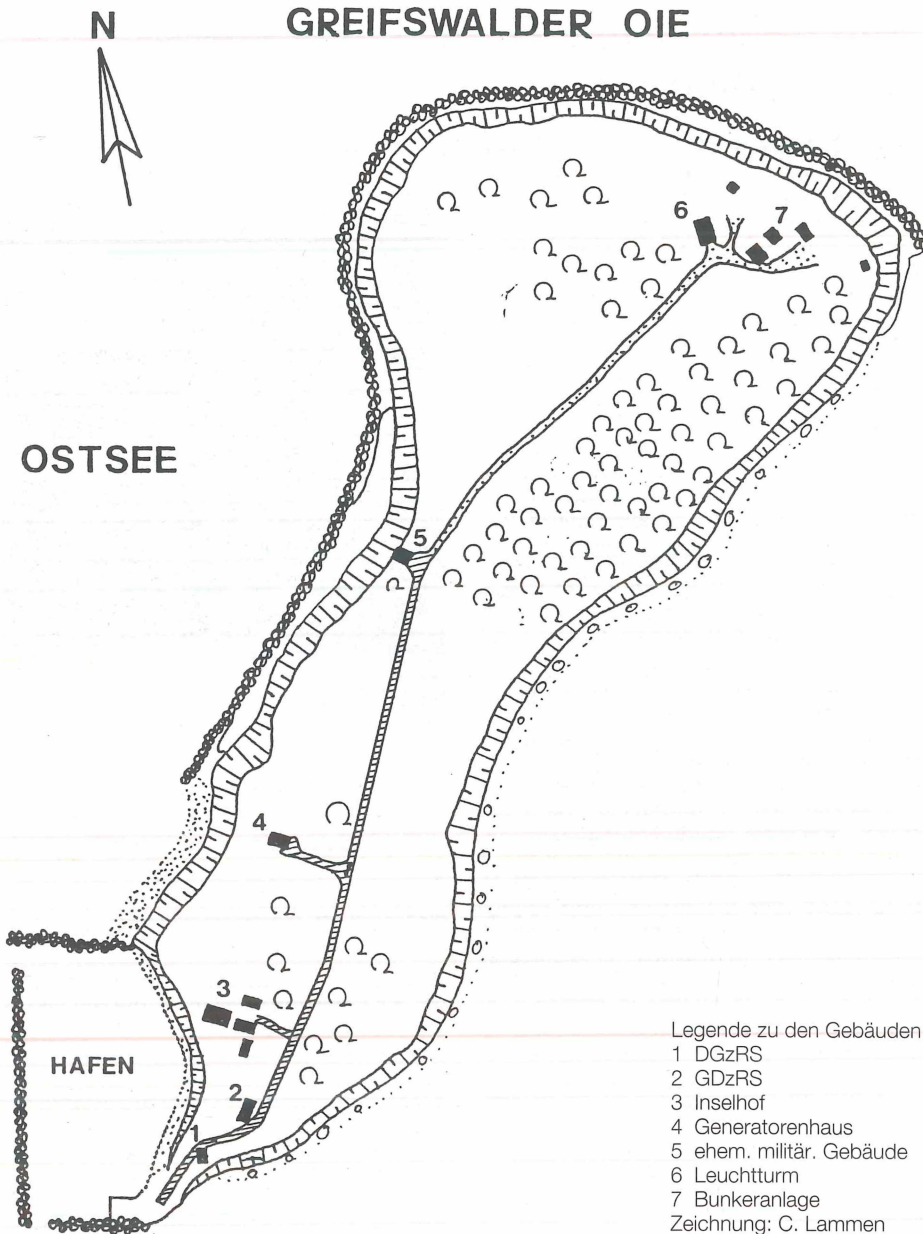 GREIFSWALDER OIE
N
6
7
OSTSEE
5
4
3
HAFEN
2
1
Legende zu den Gebäuden
1 DGzRS
2 GDzRS
3 Inselhof
4 Generatorenhaus
5 ehem. militär. Gebäude
6 Leuchtturm
7 Bunkeranlage
Zeichnung: C. Lammen